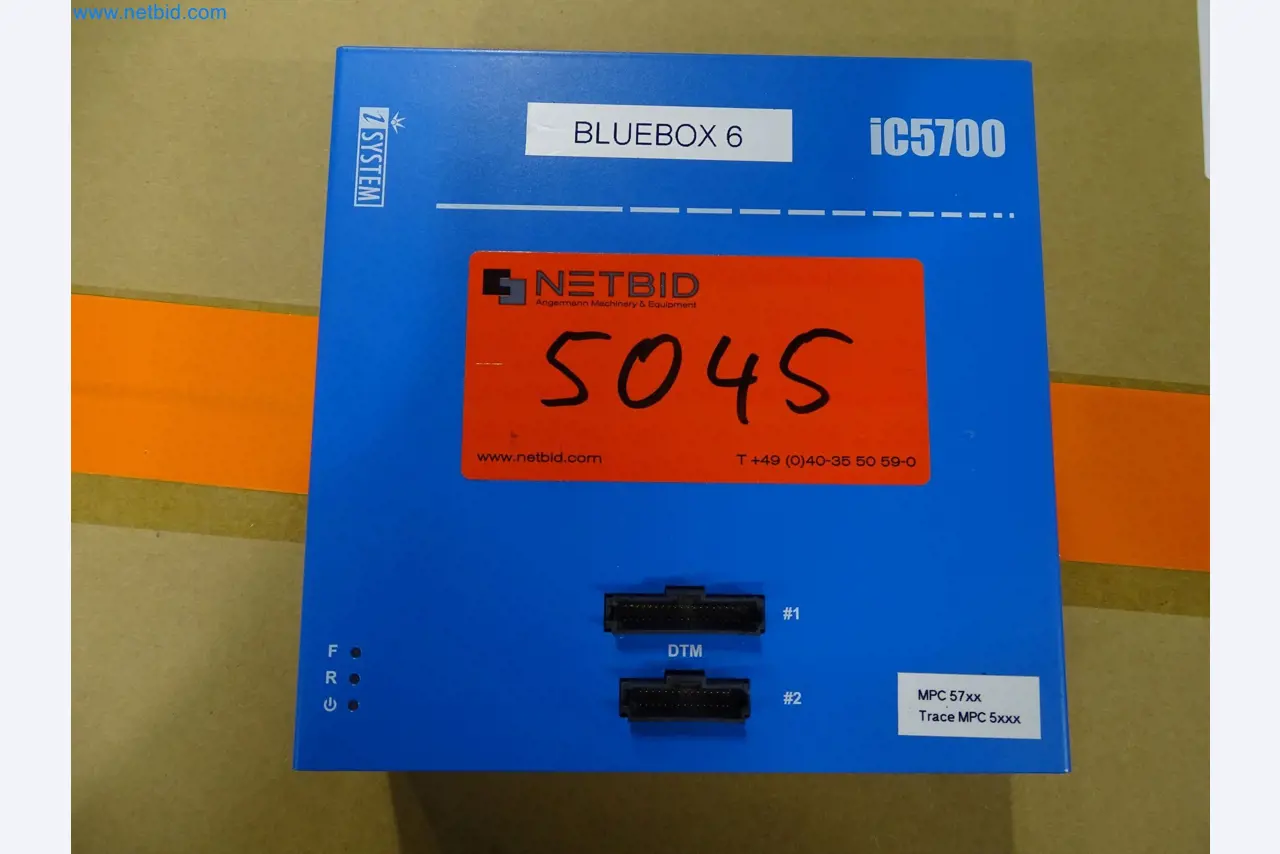 www.netbid.com
i SYSTEM
BLUEBOX 6
iC5700
NETBID
Angermann Machinery & Equipment
5045
www.netbid.com
T +49 (0)40-35 50 59-0
#1
DTM
#2
F
R
MPC 57xx
Trace MPC 5xxx